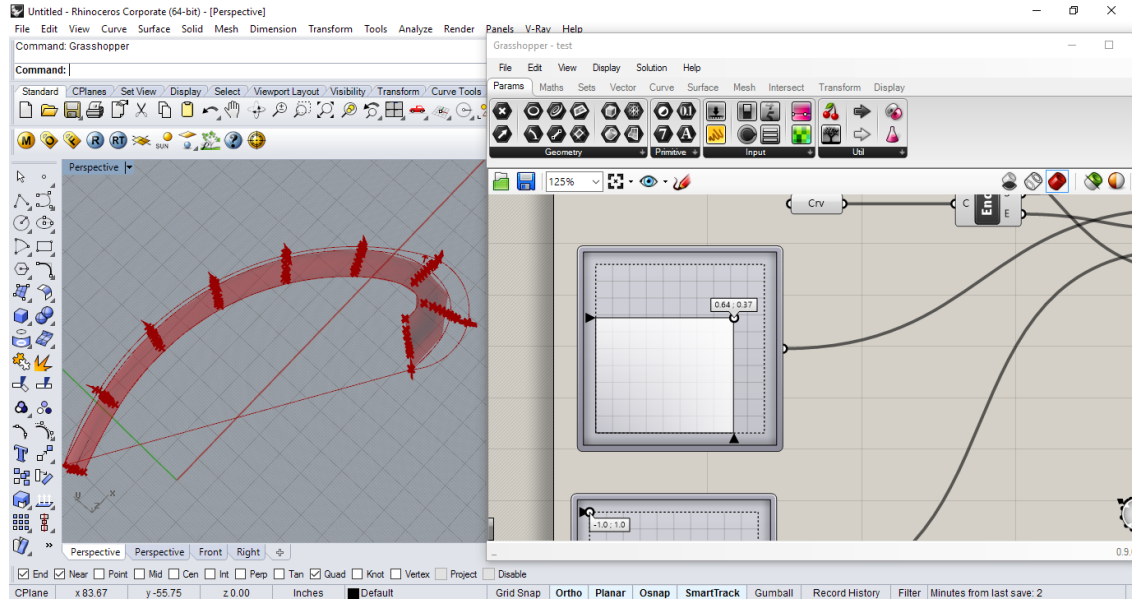 Untitled - Rhinoceros Corporate (64-bit) - [Perspective]
File Edit View Curve Surface Solid Mesh Dimension Transform Tools Analyze Render Panels V-Ray Help
Command: Grasshopper
Command:
Standard CPlanes Set View Display Select Viewport Layout Visibility Transform Curve Tools
M R RT SUN
Perspective
Grasshopper - test
File Edit View Display Solution Help
Params Maths Sets Vector Curve Surface Mesh Intersect Transform Display
Geometry Primitive Input Util
125%
Crv
C End E
0.64 ; 0.37
-1.0 ; 1.0
x
z
0.9.
Perspective Perspective Front Right
End Near Point Mid Cen Int Perp Tan Quad Knot Vertex Project Disable
CPlane x 83.67 y -55.75 z 0.00 Inches Default Grid Snap Ortho Planar Osnap SmartTrack Gumball Record History Filter Minutes from last save: 2